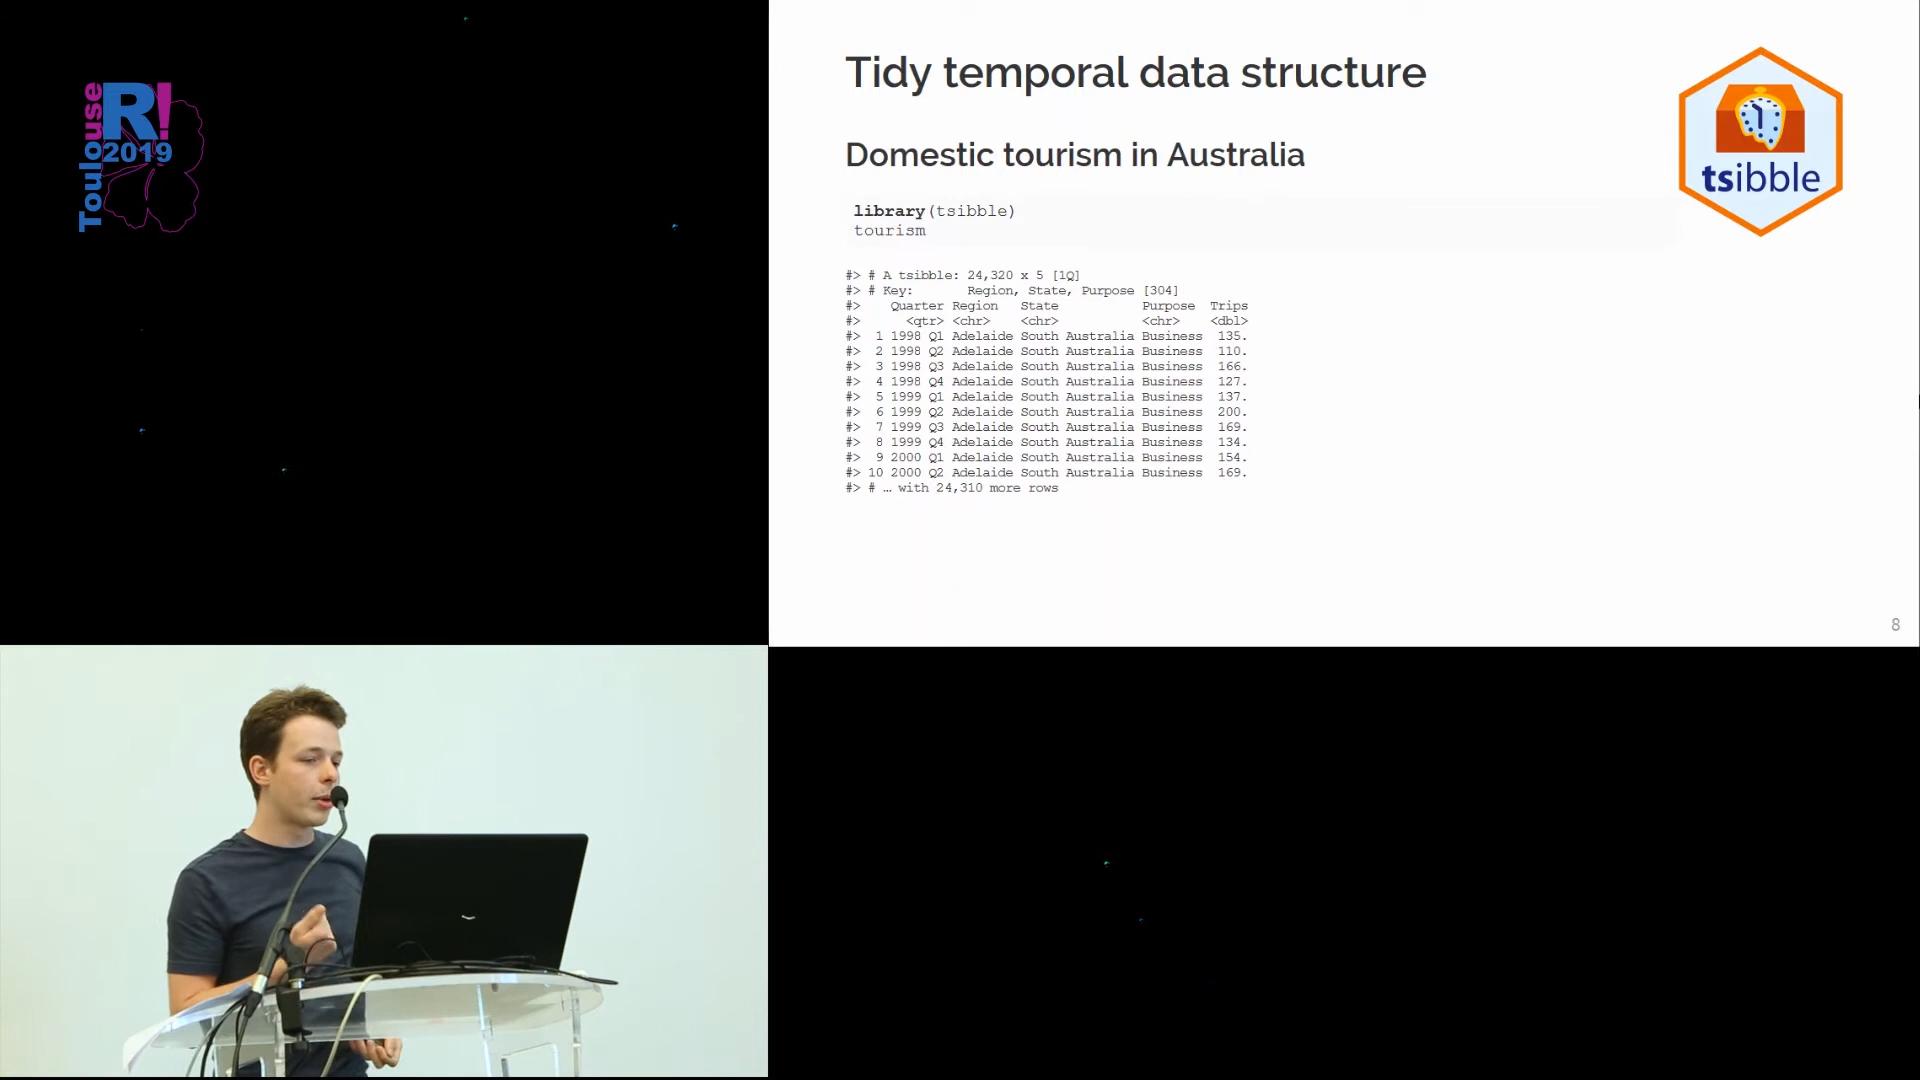 Toulouse
R!
2019
Tidy temporal data structure
Domestic tourism in Australia
tsibble
library(tsibble)
tourism
#> # A tsibble: 24,320 x 5 [1Q]
#> # Key:       Region, State, Purpose [304]
#>    Quarter Region   State           Purpose  Trips
#>      <qtr> <chr>    <chr>           <chr>    <dbl>
#>  1 1998 Q1 Adelaide South Australia Business  135.
#>  2 1998 Q2 Adelaide South Australia Business  110.
#>  3 1998 Q3 Adelaide South Australia Business  166.
#>  4 1998 Q4 Adelaide South Australia Business  127.
#>  5 1999 Q1 Adelaide South Australia Business  137.
#>  6 1999 Q2 Adelaide South Australia Business  200.
#>  7 1999 Q3 Adelaide South Australia Business  169.
#>  8 1999 Q4 Adelaide South Australia Business  134.
#>  9 2000 Q1 Adelaide South Australia Business  154.
#> 10 2000 Q2 Adelaide South Australia Business  169.
#> # … with 24,310 more rows
8